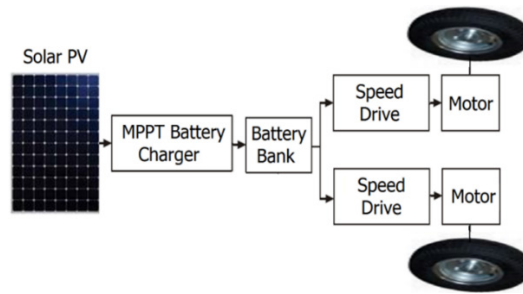 Solar PV
MPPT Battery
Charger
Battery
Bank
Speed
Drive
Motor
Speed
Drive
Motor